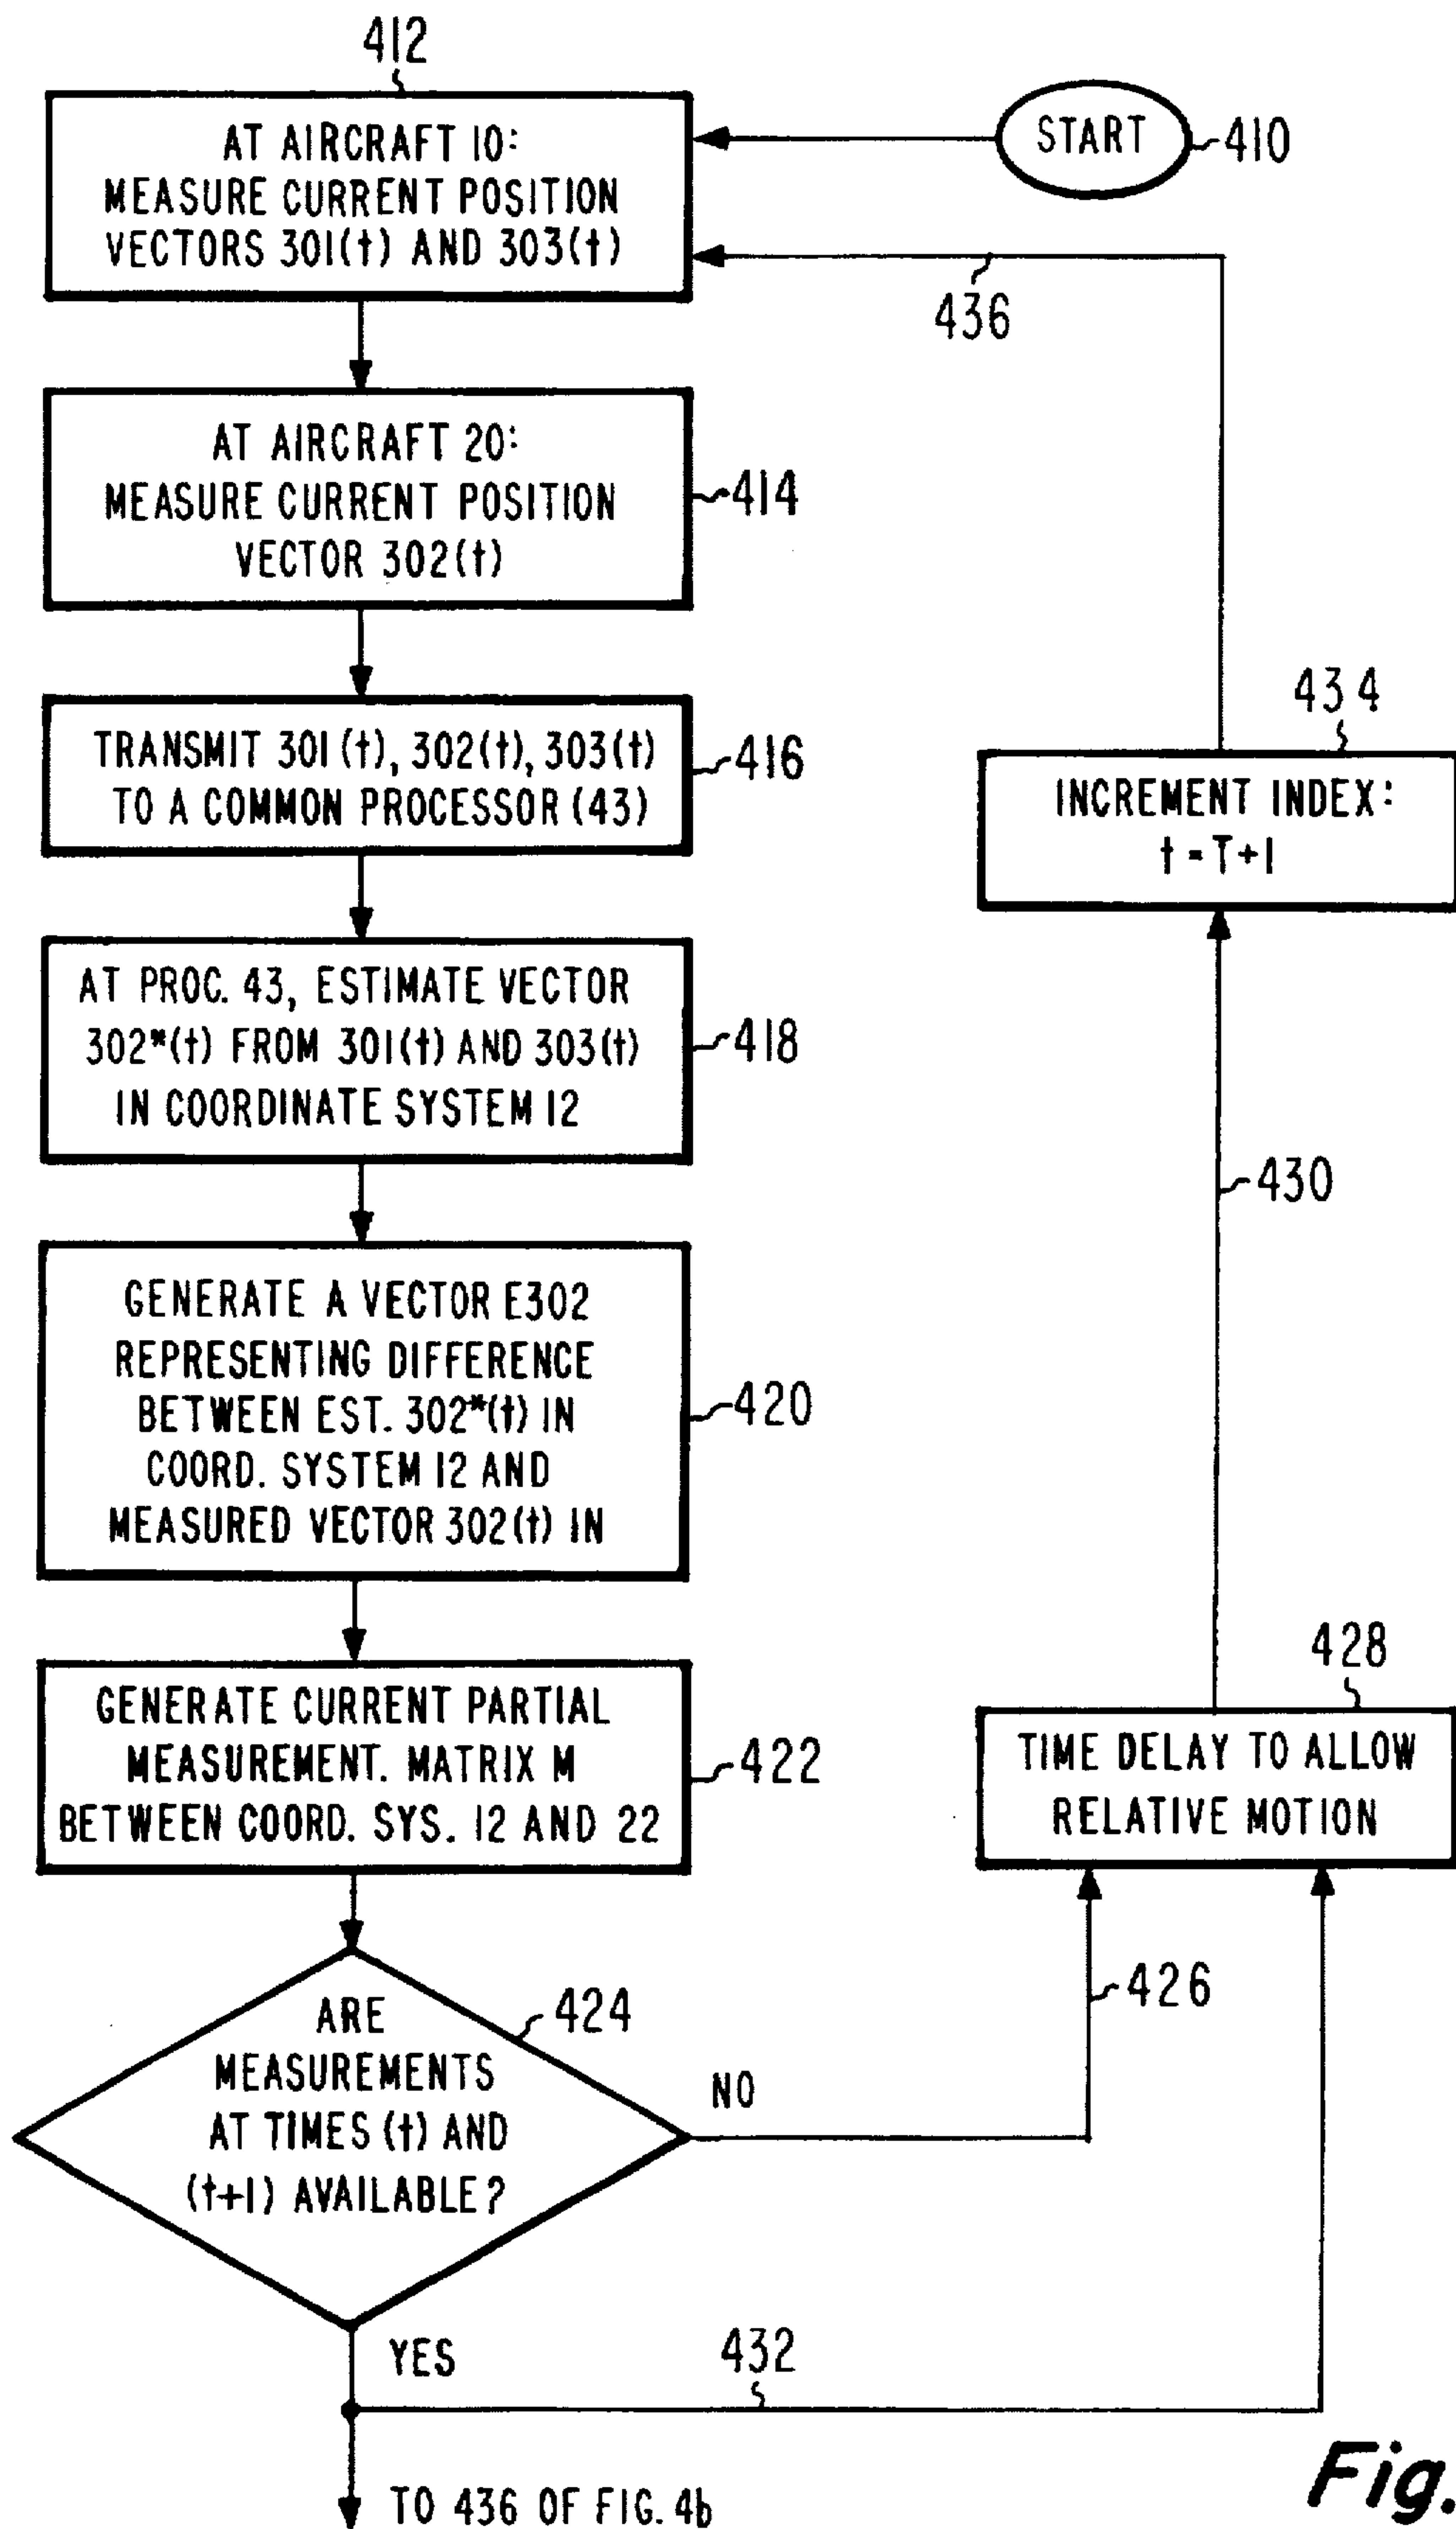 412
AT AIRCRAFT 10:
MEASURE CURRENT POSITION
VECTORS 301(t) AND 303(t)
START
410
436
AT AIRCRAFT 20:
MEASURE CURRENT POSITION
VECTOR 302(t)
414
TRANSMIT 301(t), 302(t), 303(t)
TO A COMMON PROCESSOR (43)
416
434
INCREMENT INDEX:
t = T + 1
AT PROC. 43, ESTIMATE VECTOR
302*(t) FROM 301(t) AND 303(t)
IN COORDINATE SYSTEM 12
418
430
GENERATE A VECTOR E302
REPRESENTING DIFFERENCE
BETWEEN EST. 302*(t) IN
COORD. SYSTEM 12 AND
MEASURED VECTOR 302(t) IN
420
GENERATE CURRENT PARTIAL
MEASUREMENT. MATRIX M
BETWEEN COORD. SYS. 12 AND 22
422
428
TIME DELAY TO ALLOW
RELATIVE MOTION
ARE
MEASUREMENTS
AT TIMES (t) AND
(t+1) AVAILABLE?
424
NO
426
YES
432
TO 436 OF FIG. 4b
Fig.